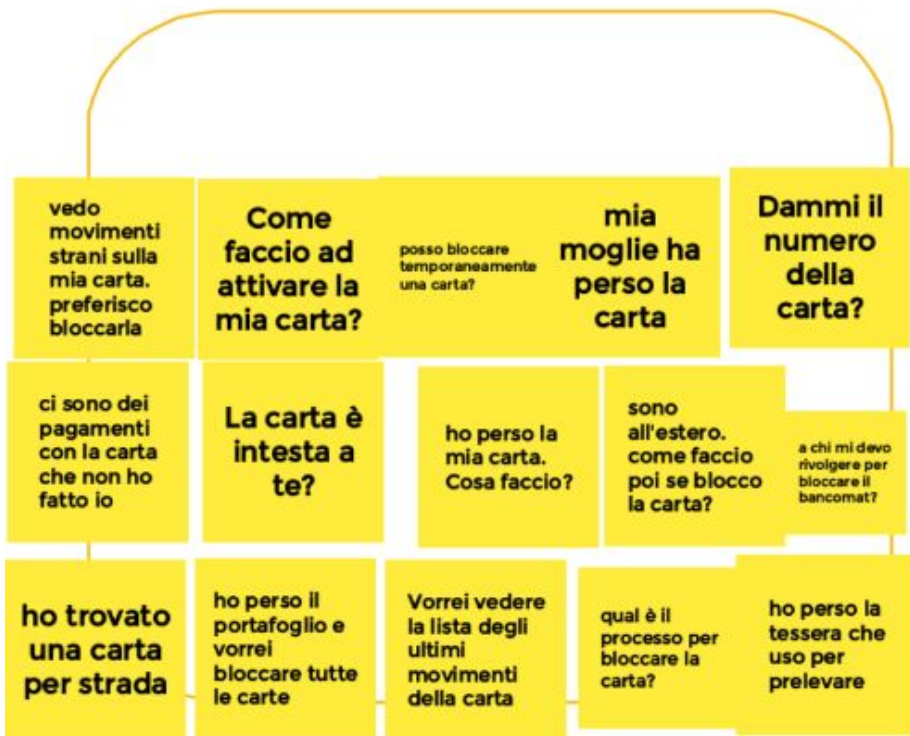 vedo
movimenti
strani sulla
mia carta.
preferisco
bloccarla
Come
faccio ad
attivare la
mia carta?
posso bloccare
temporaneamente
una carta?
mia
moglie ha
perso la
carta
Dammi il
numero
della
carta?
ci sono dei
pagamenti
con la carta
che non ho
fatto io
La carta è
intesta a
te?
ho perso la
mia carta.
Cosa faccio?
sono
all'estero.
come faccio
poi se blocco
la carta?
a chi mi devo
rivolgere per
bloccare il
bancomat?
ho trovato
una carta
per strada
ho perso il
portafoglio e
vorrei
bloccare tutte
le carte
Vorrei vedere
la lista degli
ultimi
movimenti
della carta
qual è il
processo per
bloccare la
carta?
ho perso la
tessera che
uso per
prelevare